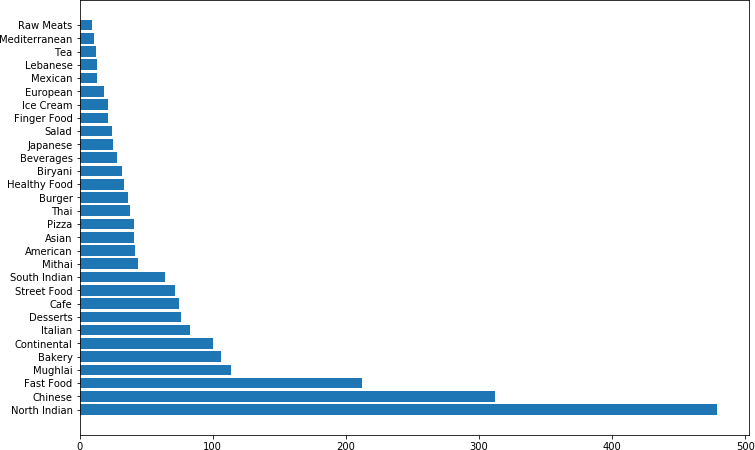 Raw Meats
Mediterranean
Tea
Lebanese
Mexican
European
Ice Cream
Finger Food
Salad
Japanese
Beverages
Biryani
Healthy Food
Burger
Thai
Pizza
Asian
American
Mithai
South Indian
Street Food
Cafe
Desserts
Italian
Continental
Bakery
Mughlai
Fast Food
Chinese
North Indian
0 100 200 300 400 500